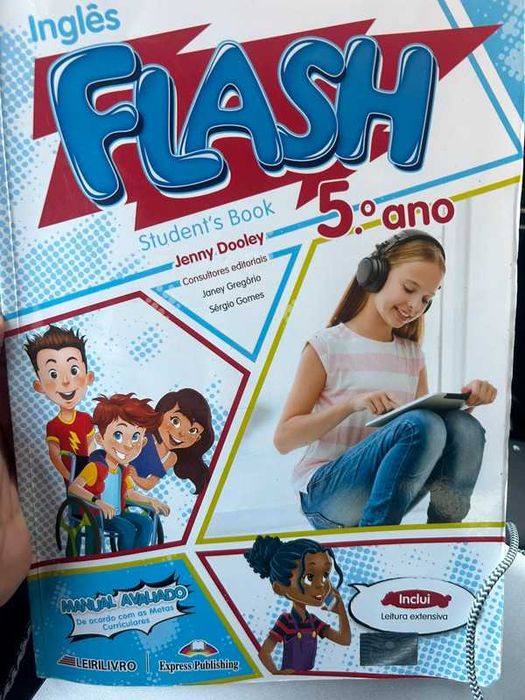 Inglês
FLASH
5.º ano
Student's Book
Jenny Dooley
Consultores editoriais
Janey Gregório
Sérgio Gomes
MANUAL AVALIADO
De acordo com as Metas
Curriculares
LEIRILIVRO
Express Publishing
Inclui
Leitura extensiva